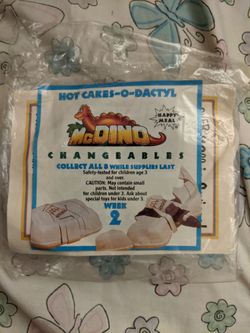 HOT CAKES-O-DACTYL
McDINO
HAPPY
MEAL
CHANGEABLES
COLLECT ALL 8 WHILE SUPPLIES LAST
Safety-tested for children age 3
and over.
CAUTION: May contain small
parts. Not intended
for children under 3. Ask about
special toys for kids under 3.
WEEK
2